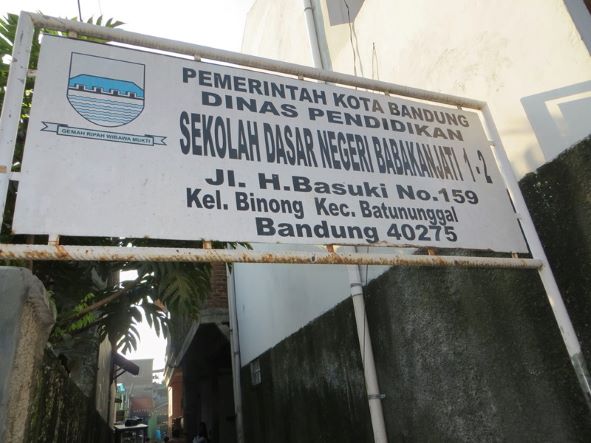 PEMERINTAH KOTA BANDUNG
DINAS PENDIDIKAN
SEKOLAH DASAR NEGERI BABAKANJATI 1 - 2
Jl. H.Basuki No.159
Kel. Binong Kec. Batununggal
Bandung 40275
GEMAH RIPAH WIBAWA MUKTI